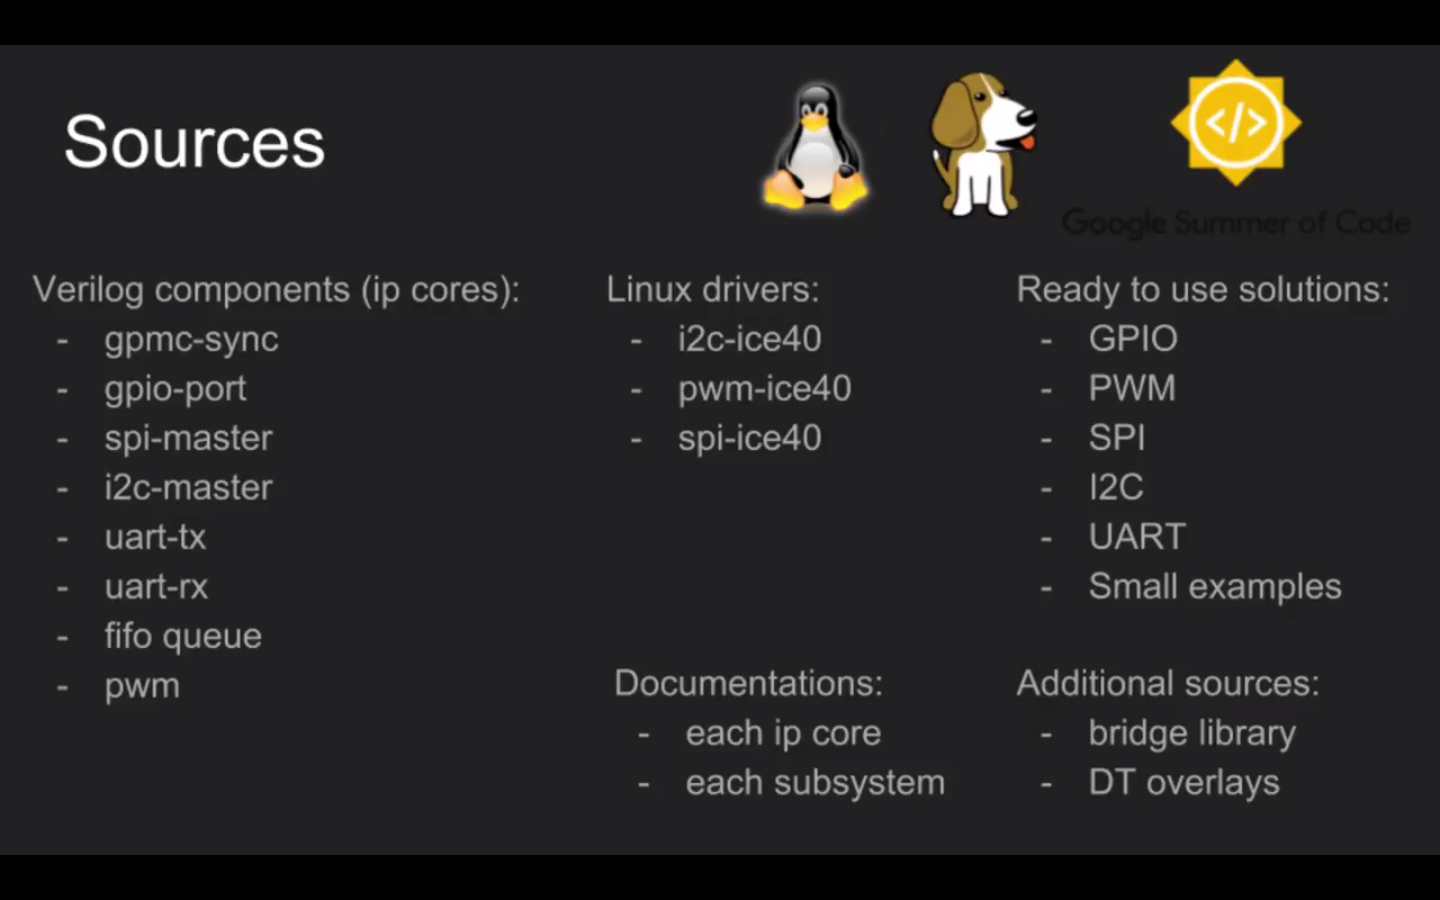 Sources
</>
Google Summer of Code
Verilog components (ip cores):
- gpmc-sync
- gpio-port
- spi-master
- i2c-master
- uart-tx
- uart-rx
- fifo queue
- pwm
Linux drivers:
- i2c-ice40
- pwm-ice40
- spi-ice40
Documentations:
- each ip core
- each subsystem
Ready to use solutions:
- GPIO
- PWM
- SPI
- I2C
- UART
- Small examples
Additional sources:
- bridge library
- DT overlays